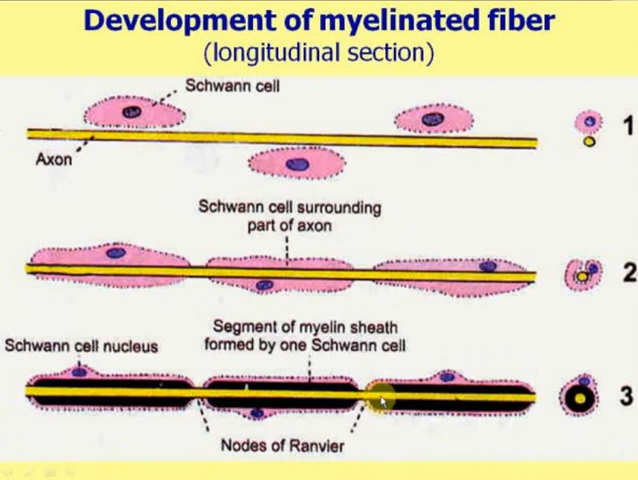 Development of myelinated fiber
(longitudinal section)
Schwann cell
1
Axon
Schwann cell surrounding
part of axon
2
Segment of myelin sheath
formed by one Schwann cell
Schwann cell nucleus
3
Nodes of Ranvier